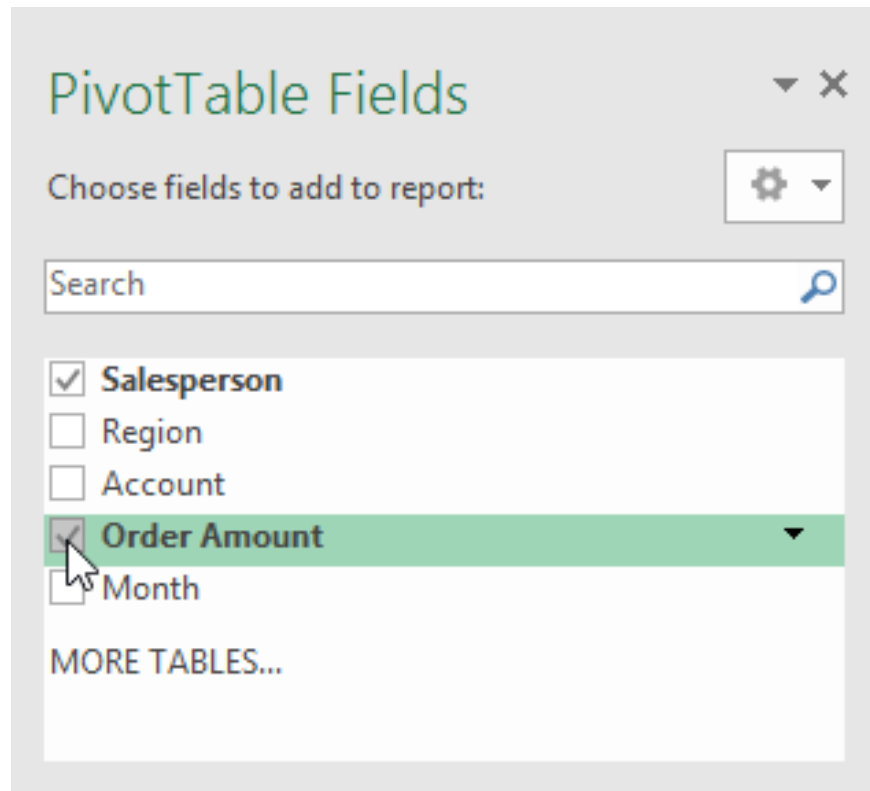 PivotTable Fields
Choose fields to add to report:
Search
Salesperson
Region
Account
Order Amount
Month
MORE TABLES...